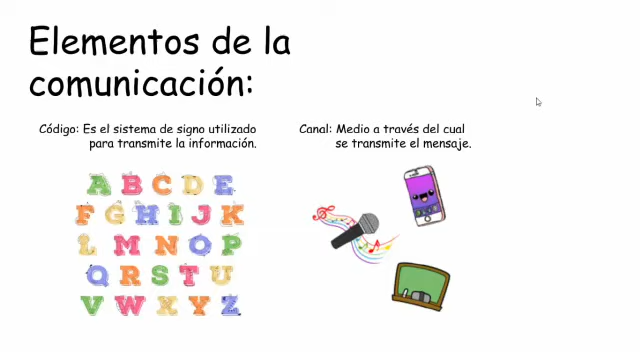 Elementos de la
comunicación:
Código: Es el sistema de signo utilizado
para transmite la información.
Canal: Medio a través del cual
se transmite el mensaje.
A B C D E
F G H I J K
L M N O P
Q R S T U
V W X Y Z